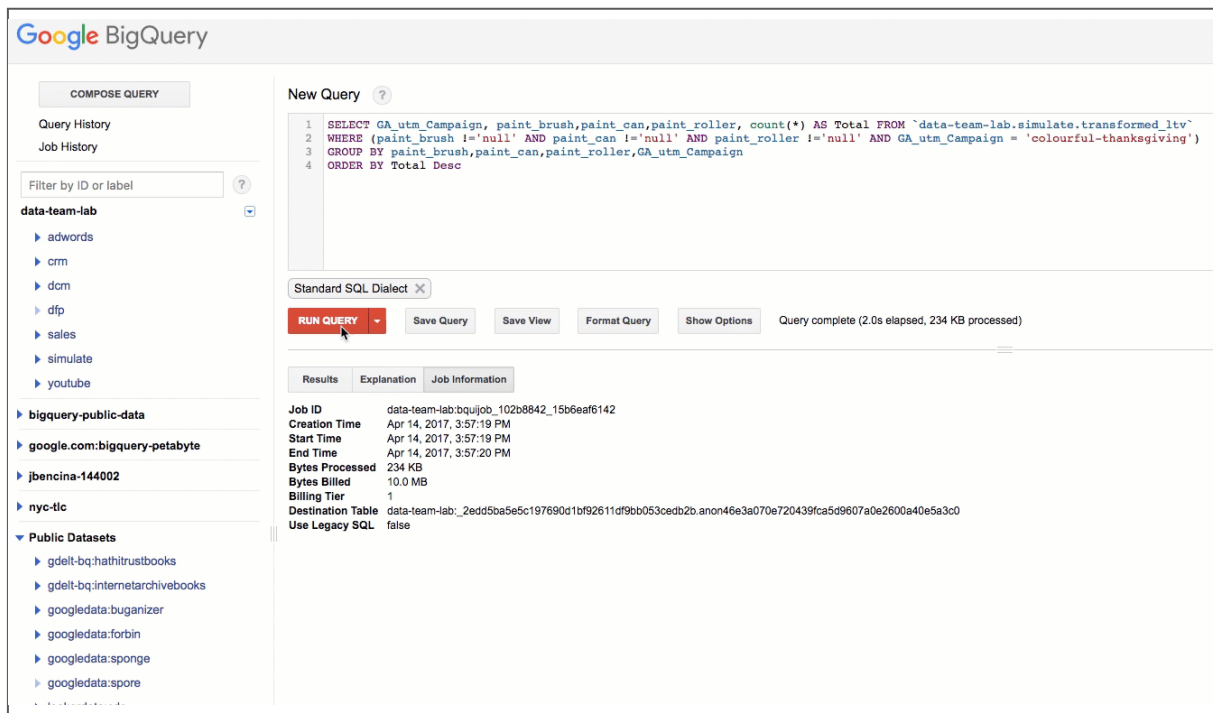 Google BigQuery
COMPOSE QUERY
Query History
Job History
Filter by ID or label
?
data-team-lab
adwords
crm
dcm
dfp
sales
simulate
youtube
bigquery-public-data
google.com:bigquery-petabyte
jbencina-144002
nyc-tlc
Public Datasets
gdelt-bq:hathitrustbooks
gdelt-bq:internetarchivebooks
googledata:buganizer
googledata:forbin
googledata:sponge
googledata:spore
New Query ?
1 SELECT GA_utm_Campaign, paint_brush,paint_can,paint_roller, count(*) AS Total FROM `data-team-lab.simulate.transformed_ltv`
2 WHERE (paint_brush !='null' AND paint_can !='null' AND paint_roller !='null' AND GA_utm_Campaign = 'colourful-thanksgiving')
3 GROUP BY paint_brush,paint_can,paint_roller,GA_utm_Campaign
4 ORDER BY Total Desc
Standard SQL Dialect
RUN QUERY Save Query Save View Format Query Show Options Query complete (2.0s elapsed, 234 KB processed)
Results Explanation Job Information
Job ID data-team-lab:bquijob_102b8842_15b6eaf6142
Creation Time Apr 14, 2017, 3:57:19 PM
Start Time Apr 14, 2017, 3:57:19 PM
End Time Apr 14, 2017, 3:57:20 PM
Bytes Processed 234 KB
Bytes Billed 10.0 MB
Billing Tier 1
Destination Table data-team-lab:_2edd5ba5e5c197690d1bf92611df9bb053cedb2b.anon46e3a070e720439fca5d9607a0e2600a40e5a3c0
Use Legacy SQL false